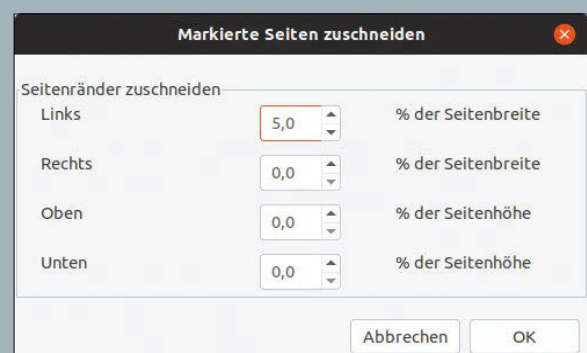 Markierte Seiten zuschneiden
Seitenränder zuschneiden
Links 5,0 % der Seitenbreite
Rechts 0,0 % der Seitenbreite
Oben 0,0 % der Seitenhöhe
Unten 0,0 % der Seitenhöhe
Abbrechen OK